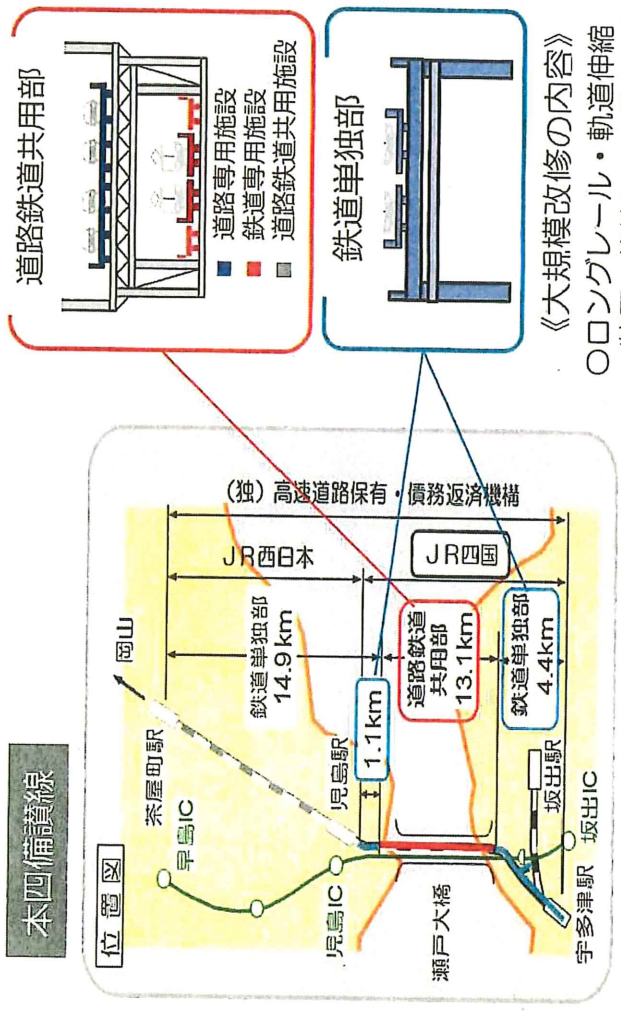 本四備讃線
位置図
岡山
茶屋町駅
早島IC
児島IC
児島駅
瀬戸大橋
宇多津駅
坂出駅
坂出IC
鉄道単独部
14.9km
1.1km
道路鉄道
共用部
13.1km
鉄道単独部
4.4km
JR西日本
JR四国
(独)高速道路保有・債務返済機構
道路鉄道共用部
道路専用施設
鉄道専用施設
道路鉄道共用施設
鉄道単独部
《大規模改修の内容》
○ロングレール・軌道伸縮